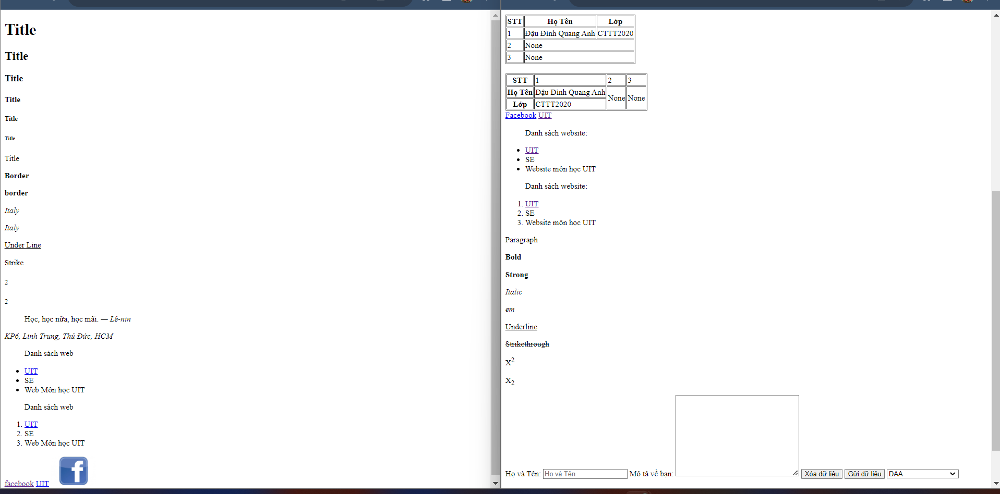 Title
Title
Title
Title
Title
Title
Title
Border
border
Italy
Italy
Under Line
Strike
2
2
Học, học nữa, học mãi. — Lê-nin
KP6, Linh Trung, Thủ Đức, HCM
Danh sách web
UIT
SE
Web Môn học UIT
Danh sách web
1. UIT
2. SE
3. Web Môn học UIT
facebook UIT
STT Họ Tên Lớp
1 Đậu Đình Quang Anh CTTT2020
2 None
3 None
STT 1 2 3
Họ Tên Đậu Đình Quang Anh None None
Lớp CTTT2020
Facebook UIT
Danh sách website:
UIT
SE
Website môn học UIT
Danh sách website:
1. UIT
2. SE
3. Website môn học UIT
Paragraph
Bold
Strong
Italic
em
Underline
Strikethrough
X2
X2
Họ và Tên: Họ và Tên Mô tả về bạn: Xóa dữ liệu Gửi dữ liệu DAA